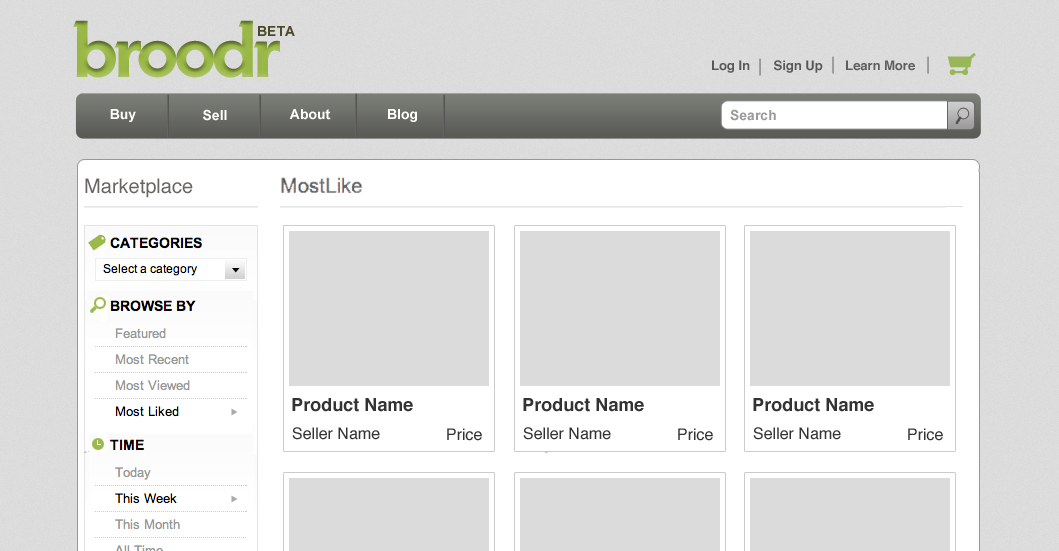 broodr BETA
Log In | Sign Up | Learn More |
Buy Sell About Blog Search
Marketplace
MostLike
CATEGORIES
Select a category
BROWSE BY
Featured
Most Recent
Most Viewed
Most Liked
TIME
Today
This Week
This Month
All Time
Product Name
Seller Name Price
Product Name
Seller Name Price
Product Name
Seller Name Price